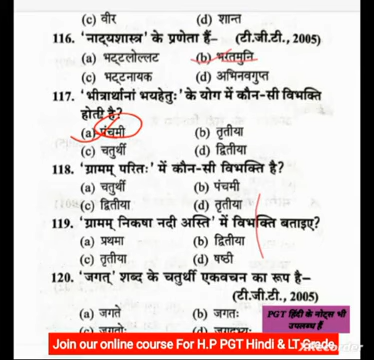 (c) वीर (d) शान्त
116. 'नाट्यशास्त्र' के प्रणेता हैं- (टी.जी.टी., 2005)
(a) भट्टलोल्लट (b) भरतमुनि
(c) भट्टनायक (d) अभिनवगुप्त
117. 'भीत्रार्थानां भयहेतुः' के योग में कौन-सी विभक्ति
होती है?
(a) पंचमी (b) तृतीया
(c) चतुर्थी (d) द्वितीया
118. 'ग्रामम् परितः' में कौन-सी विभक्ति है?
(a) चतुर्थी (b) पंचमी
(c) द्वितीया (d) तृतीया
119. 'ग्रामम् निकषा नदी अस्ति' में विभक्ति बताइए?
(a) प्रथमा (b) द्वितीया
(c) तृतीया (d) षष्ठी
120. 'जगत्' शब्द के चतुर्थी एकवचन का रूप है-
(टी.जी.टी., 2005)
(a) जगते (b) जगतः
PGT हिंदी के नोट्स भी
उपलब्ध हैं
(c) जगतो (d) जगद्भ्यः
Join our online course For H.P PGT Hindi & LT Grade